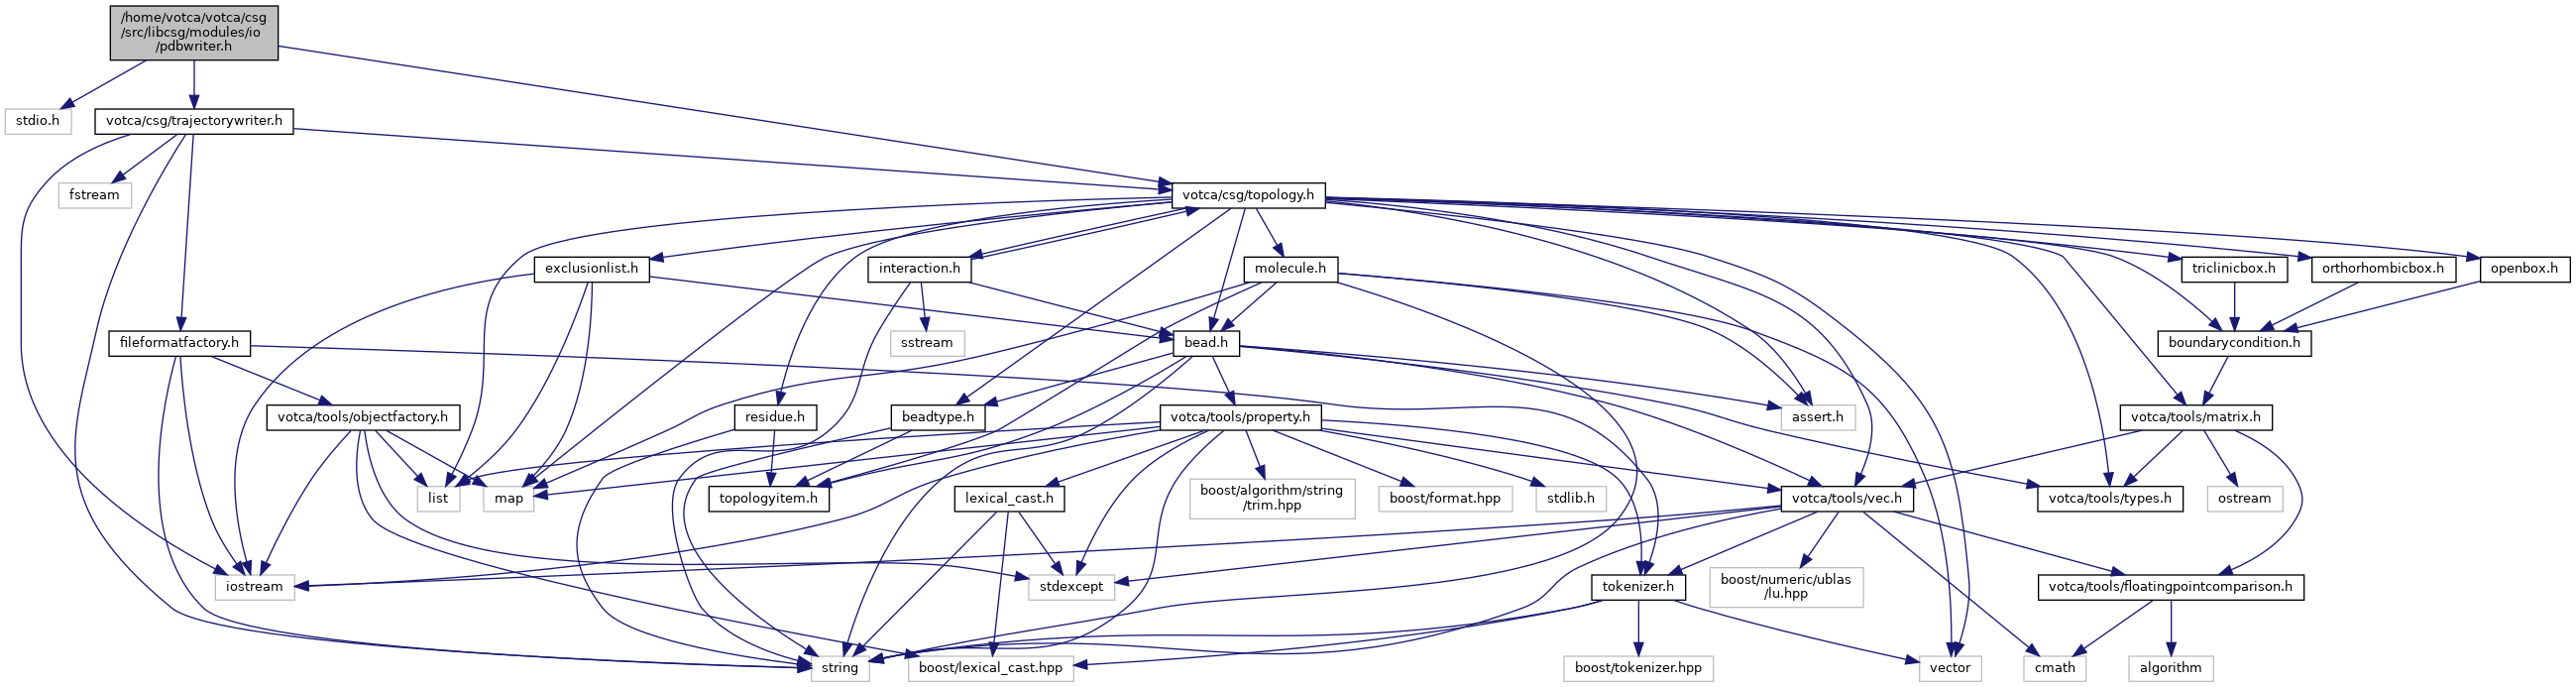 /home/votca/votca/csg
/src/libcsg/modules/io
/pdbwriter.h
stdio.h
votca/csg/trajectorywriter.h
fstream
votca/csg/topology.h
exclusionlist.h
interaction.h
molecule.h
triclinicbox.h
orthorhombicbox.h
openbox.h
fileformatfactory.h
sstream
bead.h
boundarycondition.h
votca/tools/objectfactory.h
residue.h
beadtype.h
votca/tools/property.h
assert.h
votca/tools/matrix.h
list
map
topologyitem.h
lexical_cast.h
boost/algorithm/string
/trim.hpp
boost/format.hpp
stdlib.h
votca/tools/vec.h
votca/tools/types.h
ostream
iostream
stdexcept
tokenizer.h
boost/numeric/ublas
/lu.hpp
votca/tools/floatingpointcomparison.h
string
boost/lexical_cast.hpp
boost/tokenizer.hpp
vector
cmath
algorithm